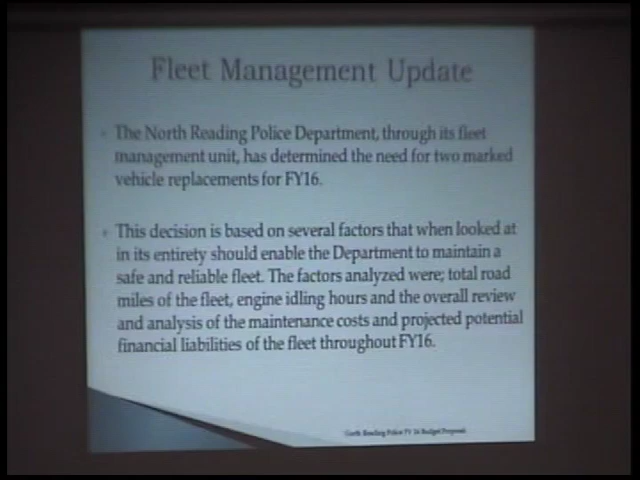 Fleet Management Update
The North Reading Police Department, through its fleet
management unit, has determined the need for two marked
vehicle replacements for FY16.
This decision is based on several factors that when looked at
in its entirety should enable the Department to maintain a
safe and reliable fleet. The factors analyzed were; total road
miles of the fleet, engine idling hours and the overall review
and analysis of the maintenance costs and projected potential
financial liabilities of the fleet throughout FY16.
North Reading Police FY 16 Budget Proposal